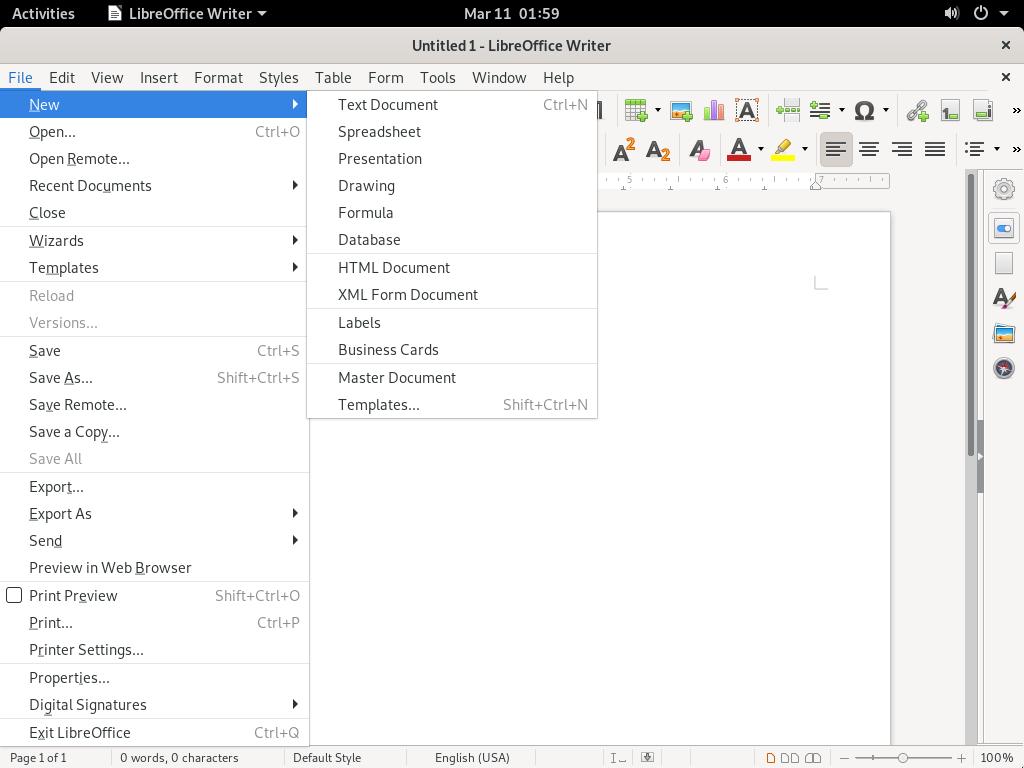 Activities LibreOffice Writer Mar 11 01:59
Untitled 1 - LibreOffice Writer
File Edit View Insert Format Styles Table Form Tools Window Help
New
Open... Ctrl+O
Open Remote...
Recent Documents
Close
Wizards
Templates
Reload
Versions...
Save Ctrl+S
Save As... Shift+Ctrl+S
Save Remote...
Save a Copy...
Save All
Export...
Export As
Send
Preview in Web Browser
Print Preview Shift+Ctrl+O
Print... Ctrl+P
Printer Settings...
Properties...
Digital Signatures
Exit LibreOffice Ctrl+Q
Text Document Ctrl+N
Spreadsheet
Presentation
Drawing
Formula
Database
HTML Document
XML Form Document
Labels
Business Cards
Master Document
Templates... Shift+Ctrl+N
5 6 7
Page 1 of 1 0 words, 0 characters Default Style English (USA) 100%